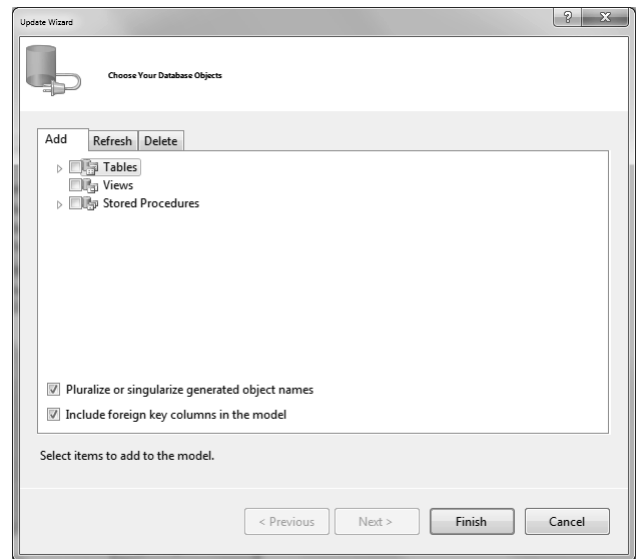 Update Wizard
?
X
Choose Your Database Objects
Add Refresh Delete
Tables
Views
Stored Procedures
Pluralize or singularize generated object names
Include foreign key columns in the model
Select items to add to the model.
< Previous Next > Finish Cancel